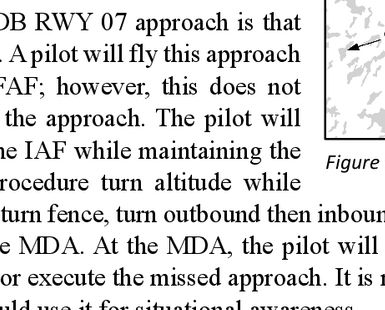 DB RWY 07 approach is that
. A pilot will fly this approach
FAF; however, this does not
the approach. The pilot will
he IAF while maintaining the
rocedure turn altitude while
turn fence, turn outbound then inboun
e MDA. At the MDA, the pilot will
or execute the missed approach. It is
uld use it for situational awareness
Figure